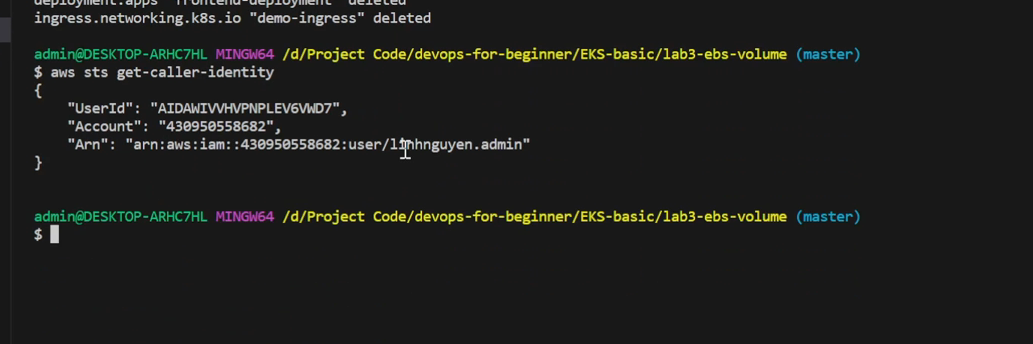 deployment.apps "frontend-deployment" deleted
ingress.networking.k8s.io "demo-ingress" deleted
admin@DESKTOP-ARHC7HL MINGW64 /d/Project Code/devops-for-beginner/EKS-basic/lab3-ebs-volume (master)
$ aws sts get-caller-identity
{
"UserId": "AIDAWIVVHVPNPLEV6VWD7",
"Account": "430950558682",
"Arn": "arn:aws:iam::430950558682:user/linhnguyen.admin"
}
admin@DESKTOP-ARHC7HL MINGW64 /d/Project Code/devops-for-beginner/EKS-basic/lab3-ebs-volume (master)
$